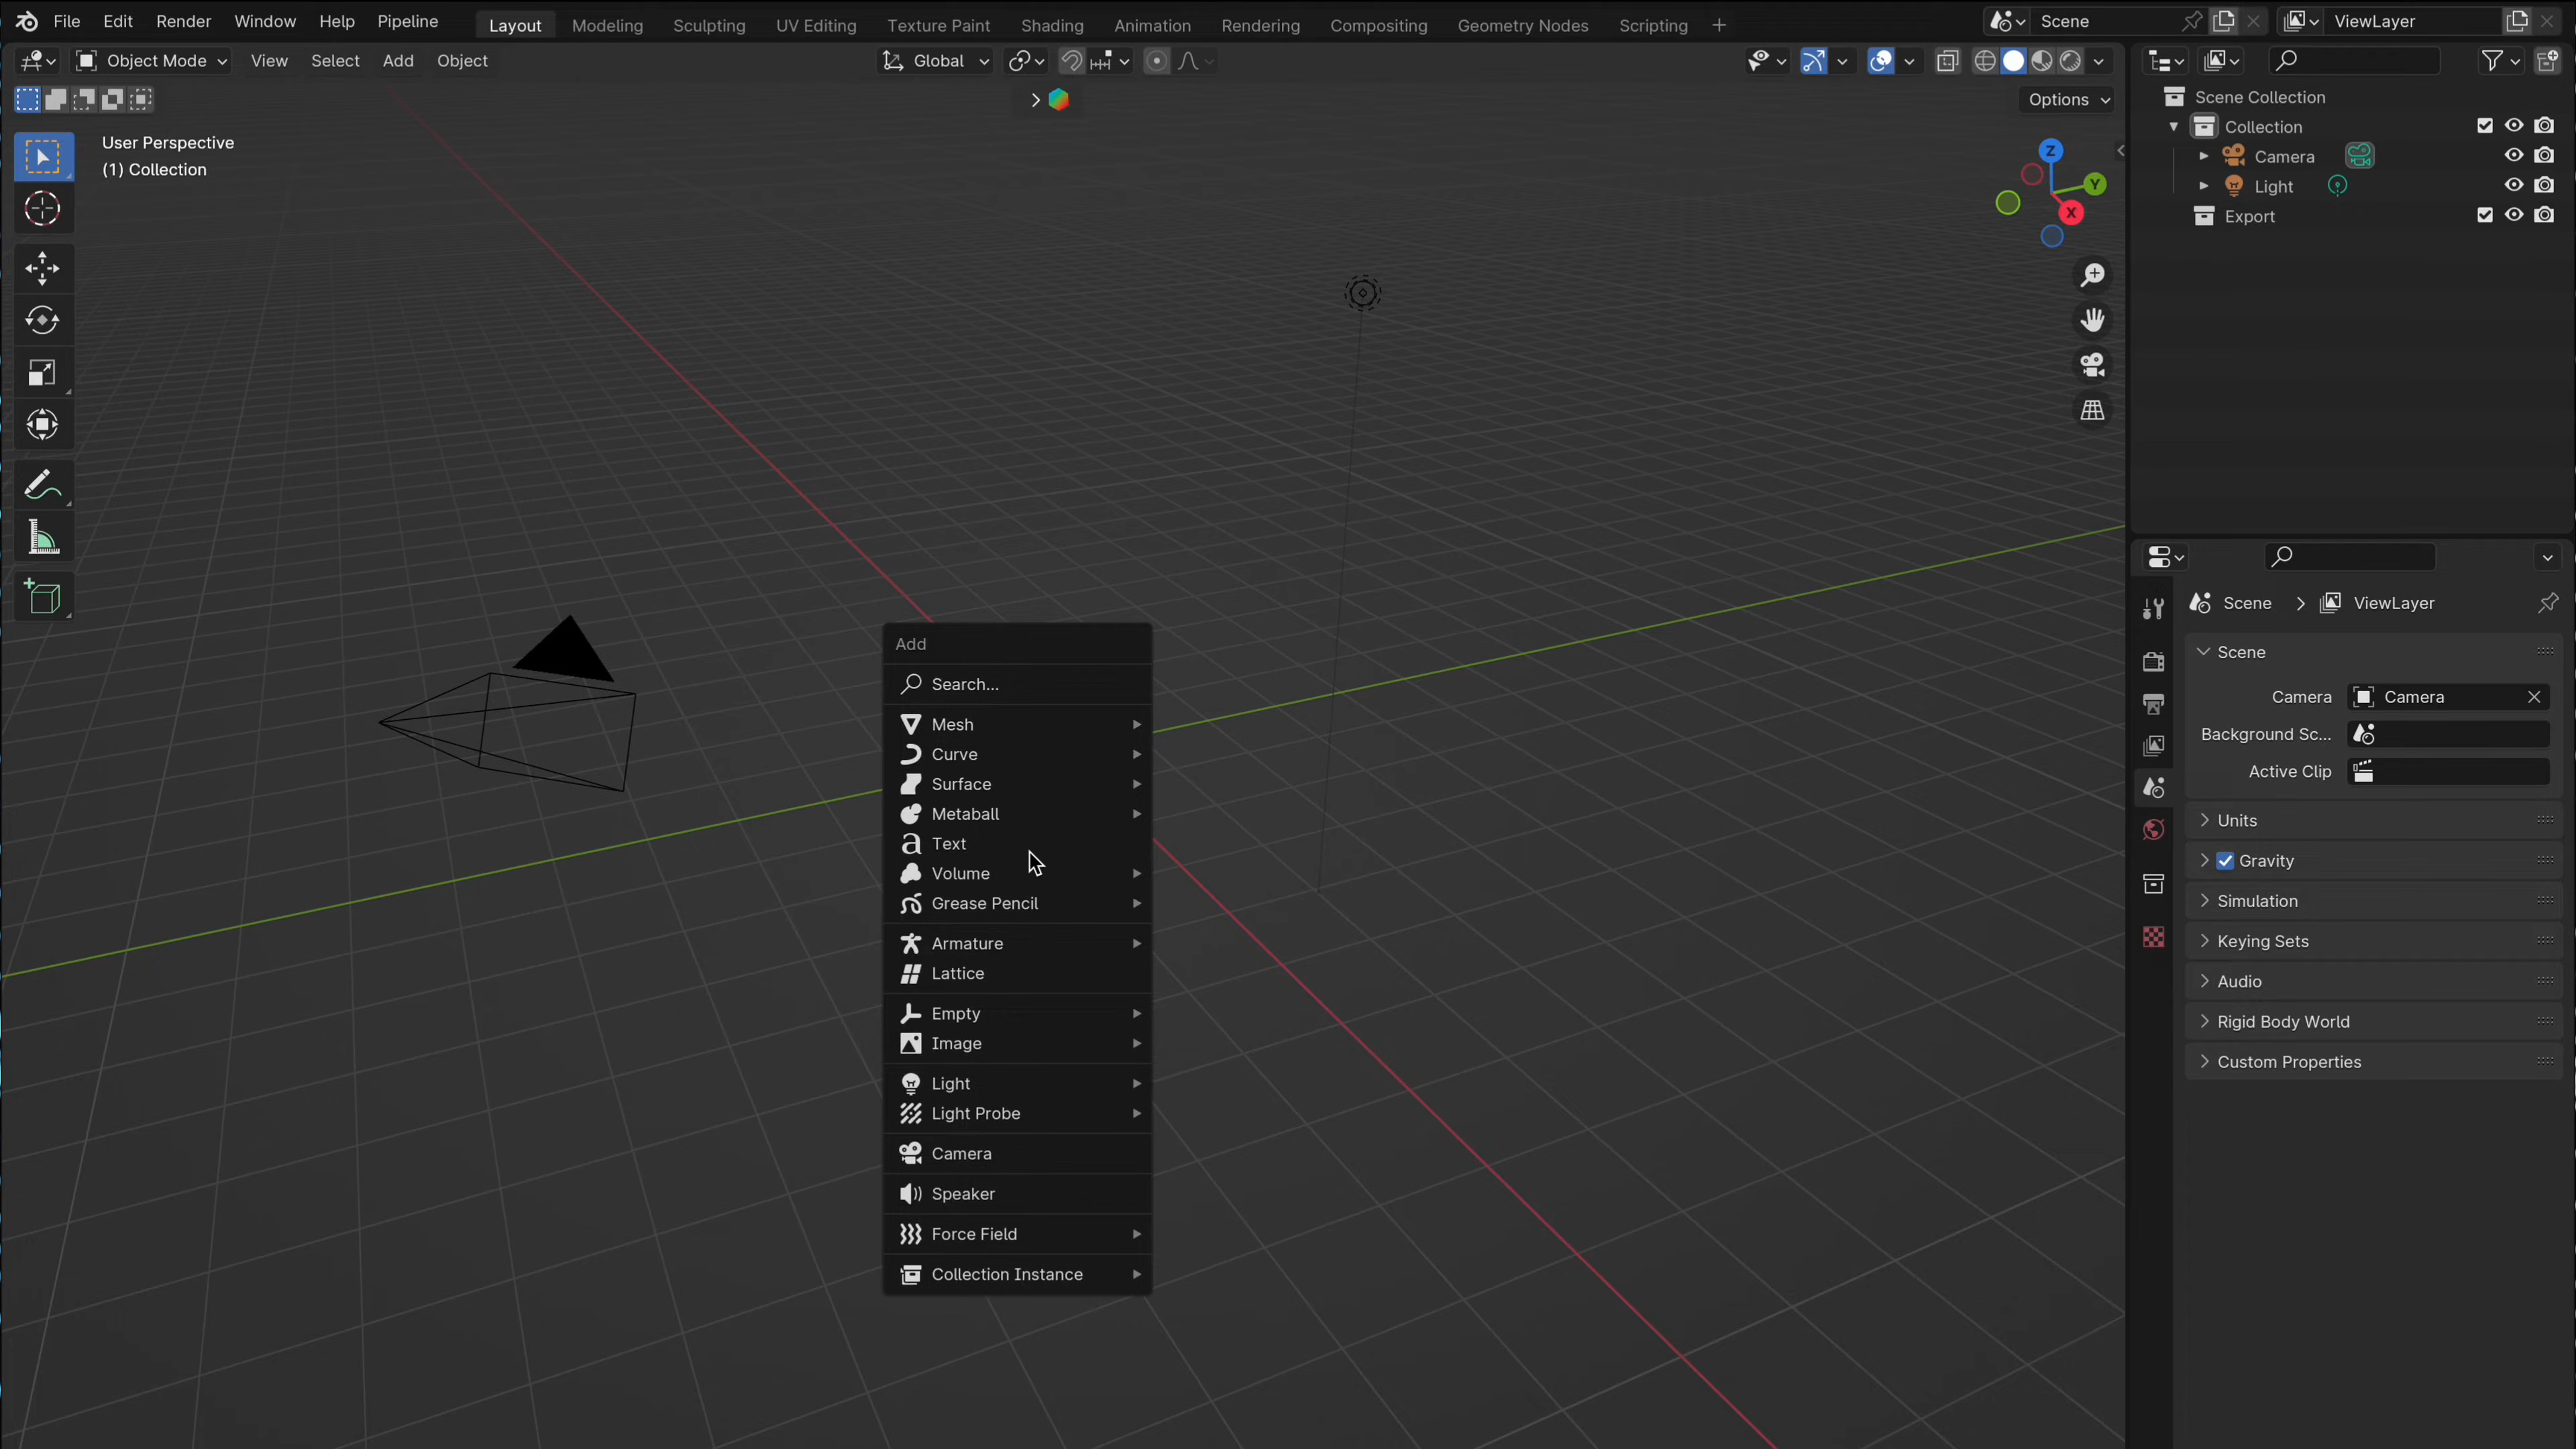 File Edit Render Window Help Pipeline Layout Modeling Sculpting UV Editing Texture Paint Shading Animation Rendering Compositing Geometry Nodes Scripting + Scene ViewLayer
Object Mode View Select Add Object Global
Options
User Perspective
(1) Collection
Z
Y
X
Add
Search...
Mesh
Curve
Surface
Metaball
Text
Volume
Grease Pencil
Armature
Lattice
Empty
Image
Light
Light Probe
Camera
Speaker
Force Field
Collection Instance
Scene Collection
Collection
Camera
Light
Export
Scene > ViewLayer
Scene
Camera Camera
Background Sc...
Active Clip
Units
Gravity
Simulation
Keying Sets
Audio
Rigid Body World
Custom Properties